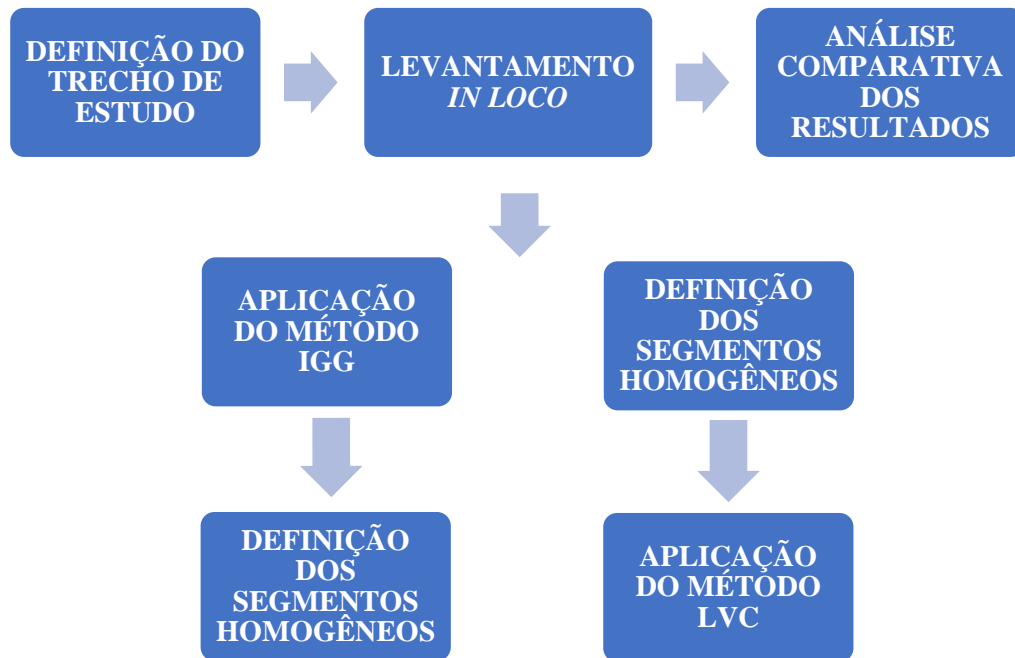 DEFINIÇÃO DO
TRECHO DE
ESTUDO
LEVANTAMENTO
IN LOCO
ANÁLISE
COMPARATIVA
DOS
RESULTADOS
APLICAÇÃO
DO MÉTODO
IGG
DEFINIÇÃO
DOS
SEGMENTOS
HOMOGÊNEOS
DEFINIÇÃO
DOS
SEGMENTOS
HOMOGÊNEOS
APLICAÇÃO
DO MÉTODO
LVC